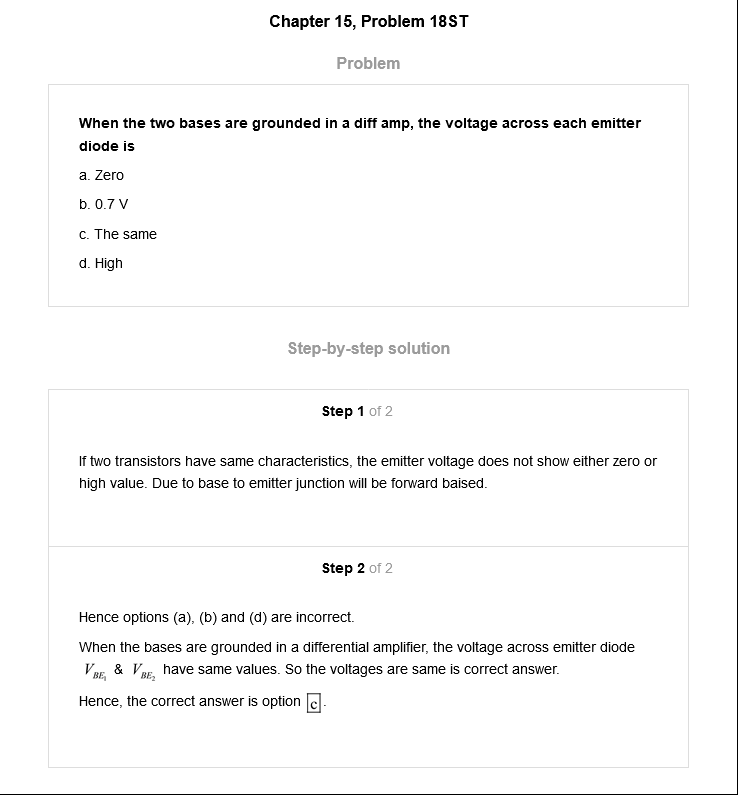 Chapter 15, Problem 18ST
Problem
When the two bases are grounded in a diff amp, the voltage across each emitter
diode is
a. Zero
b. 0.7 V
c. The same
d. High
Step-by-step solution
Step 1 of 2
If two transistors have same characteristics, the emitter voltage does not show either zero or
high value. Due to base to emitter junction will be forward baised.
Step 2 of 2
Hence options (a), (b) and (d) are incorrect.
When the bases are grounded in a differential amplifier, the voltage across emitter diode
V_BE₁ & V_BE₂ have same values. So the voltages are same is correct answer.
Hence, the correct answer is option c.